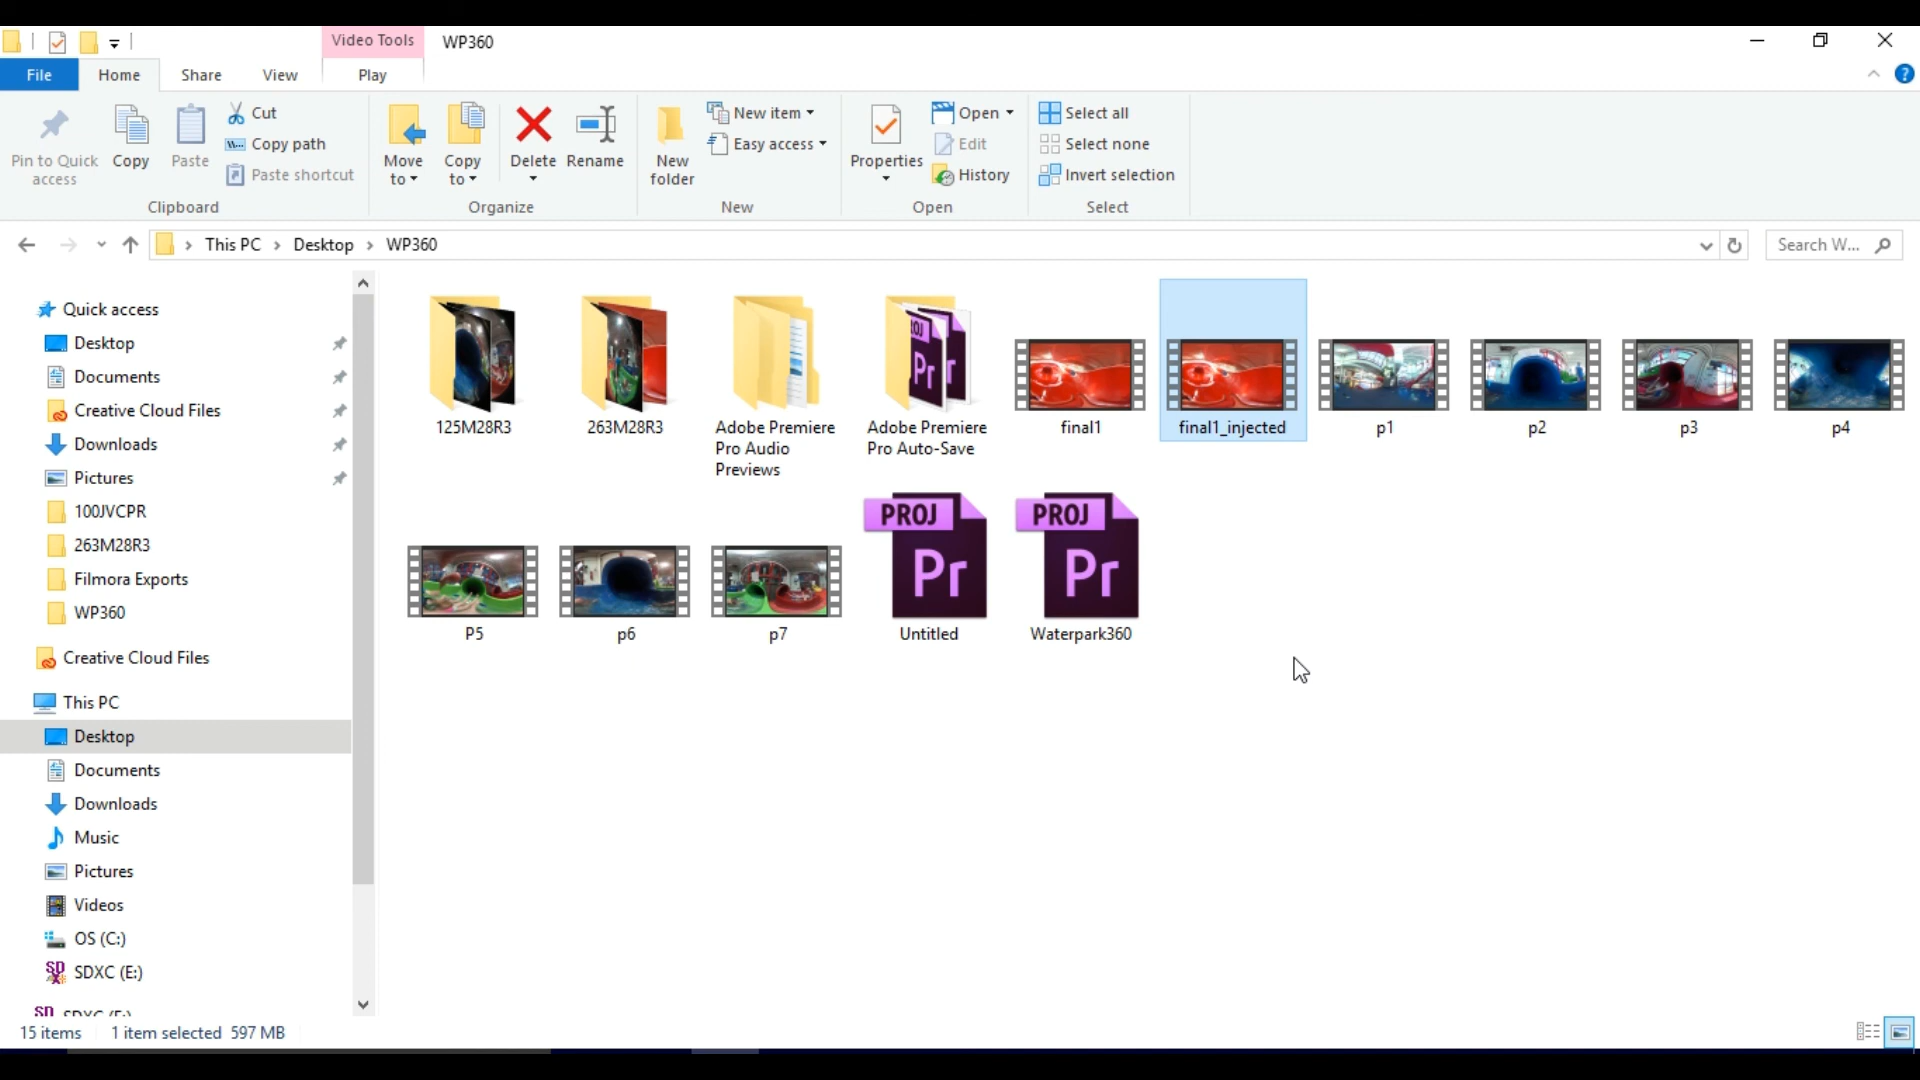 Video Tools WP360
File Home Share View Play
Pin to Quick access
Copy
Paste
Cut
Copy path
Paste shortcut
Clipboard
Move to
Copy to
Delete
Rename
Organize
New folder
New item
Easy access
New
Properties
Open
Edit
History
Open
Select all
Select none
Invert selection
Select
This PC Desktop WP360
Search W...
Quick access
Desktop
Documents
Creative Cloud Files
Downloads
Pictures
100JVCPR
263M28R3
Filmora Exports
WP360
Creative Cloud Files
This PC
Desktop
Documents
Downloads
Music
Pictures
Videos
OS (C:)
SDXC (E:)
125M28R3
263M28R3
Adobe Premiere
Pro Audio
Previews
Adobe Premiere
Pro Auto-Save
final1
final1_injected
p1
p2
p3
p4
P5
p6
p7
PROJ
Pr
Untitled
PROJ
Pr
Waterpark360
15 items 1 item selected 597 MB